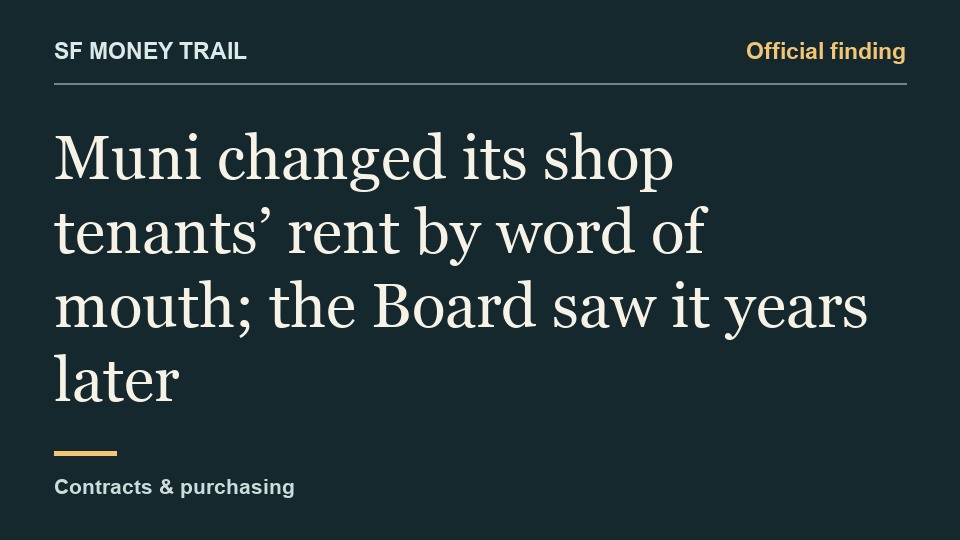 SF MONEY TRAIL
Official finding
Muni changed its shop
tenants’ rent by word of
mouth; the Board saw it years
later
Contracts & purchasing